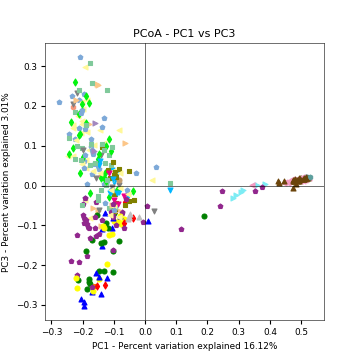 PCoA - PC1 vs PC3
PC3 - Percent variation explained 3.01%
0.3
0.2
0.1
0.0
−0.1
−0.2
−0.3
−0.3 −0.2 −0.1 0.0 0.1 0.2 0.3 0.4 0.5
PC1 - Percent variation explained 16.12%